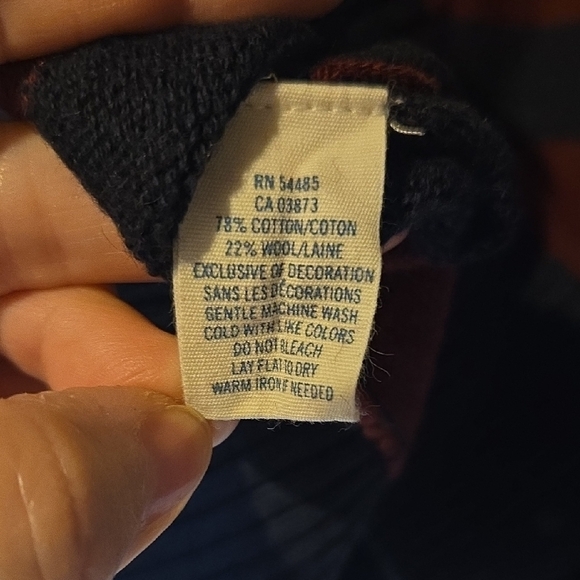 RN 54485
CA 03873
78% COTTON/COTON
22% WOOL/LAINE
EXCLUSIVE OF DECORATION
SANS LES DÉCORATIONS
GENTLE MACHINE WASH
COLD WITH LIKE COLORS
DO NOT BLEACH
LAY FLAT TO DRY
WARM IRON IF NEEDED